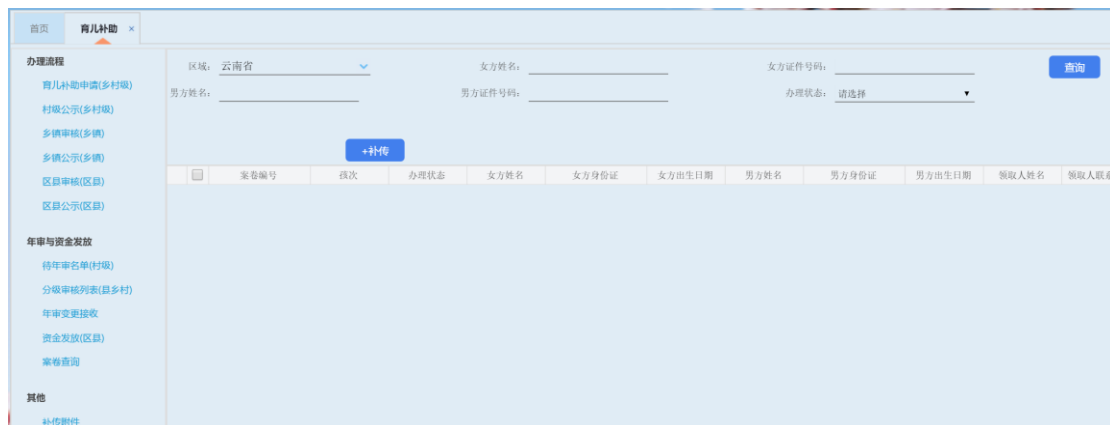 首页 育儿补助 ×
办理流程
育儿补助申请(乡村级)
村级公示(乡村级)
乡镇审核(乡镇)
乡镇公示(乡镇)
区县审核(区县)
区县公示(区县)
年审与资金发放
待年审名单(村级)
分级审核列表(县乡村)
年审变更接收
资金发放(区县)
案卷查询
其他
补传附件
区域: 云南省 女方姓名: 女方证件号码: 查询
男方姓名: 男方证件号码: 办理状态: 请选择
+补传
案卷编号 孩次 办理状态 女方姓名 女方身份证 女方出生日期 男方姓名 男方身份证 男方出生日期 领取人姓名 领取人联系